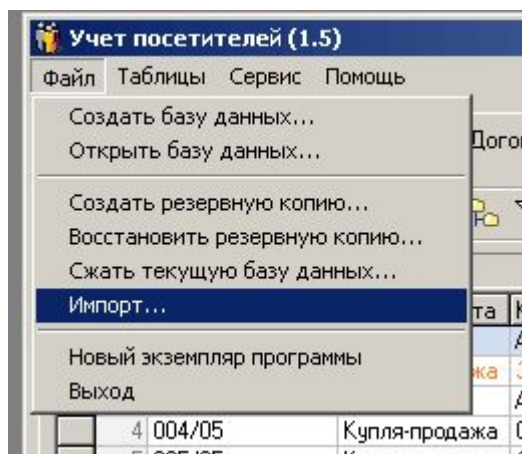 Учет посетителей (1.5)
Файл Таблицы Сервис Помощь
Создать базу данных...
Открыть базу данных...
Создать резервную копию...
Восстановить резервную копию...
Сжать текущую базу данных...
Импорт...
Новый экземпляр программы
Выход
4 004/05 Купля-продажа